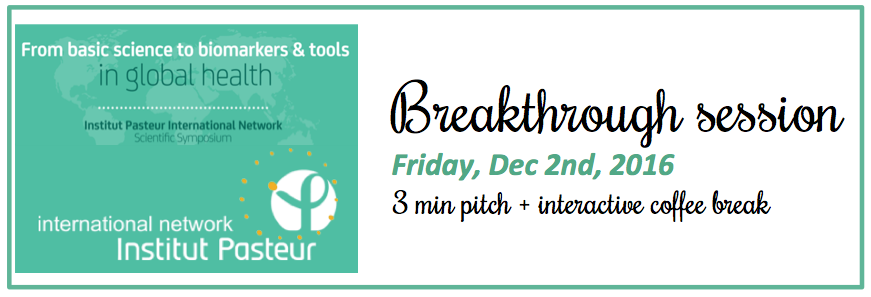 From basic science to biomarkers & tools
in global health
Institut Pasteur International Network
Scientific Symposium
international network
Institut Pasteur
Breakthrough session
Friday, Dec 2nd, 2016
3 min pitch + interactive coffee break